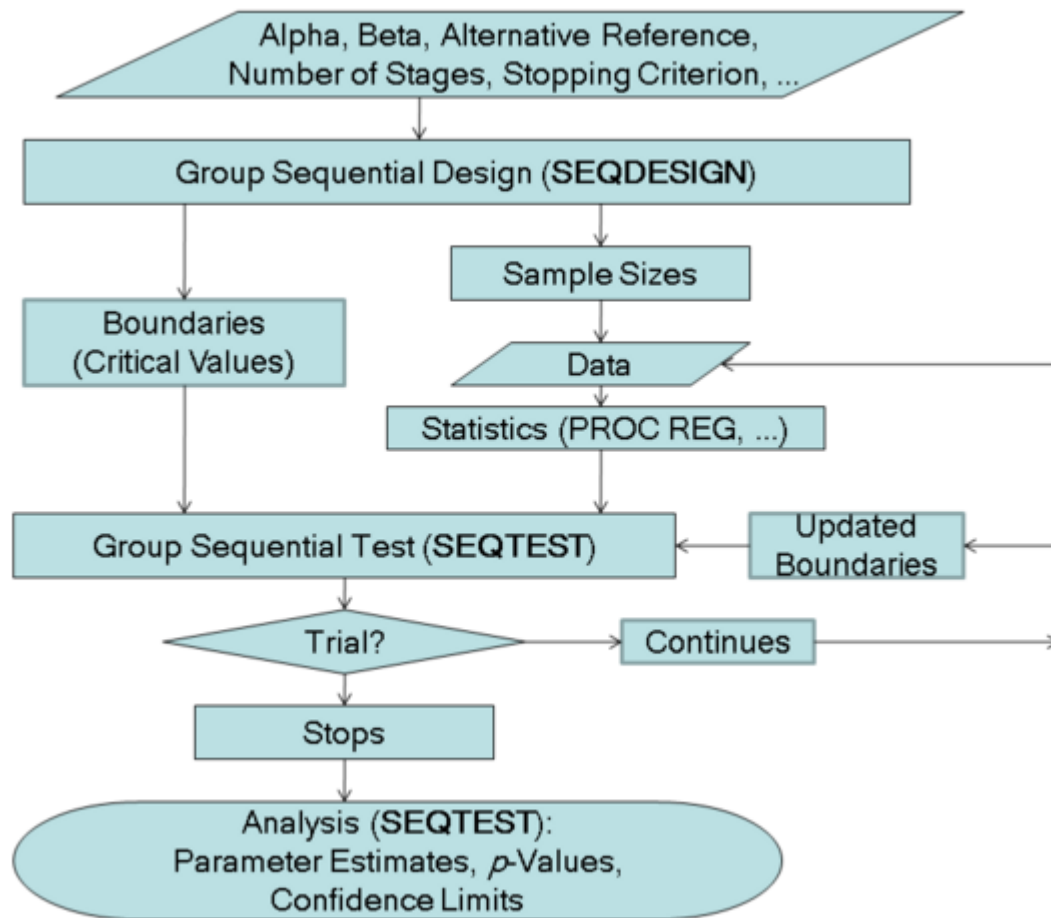 Alpha, Beta, Alternative Reference,
Number of Stages, Stopping Criterion, ...
Group Sequential Design (SEQDESIGN)
Sample Sizes
Boundaries
(Critical Values)
Data
Statistics (PROC REG, ...)
Group Sequential Test (SEQTEST)
Updated
Boundaries
Trial?
Continues
Stops
Analysis (SEQTEST):
Parameter Estimates, p-Values,
Confidence Limits